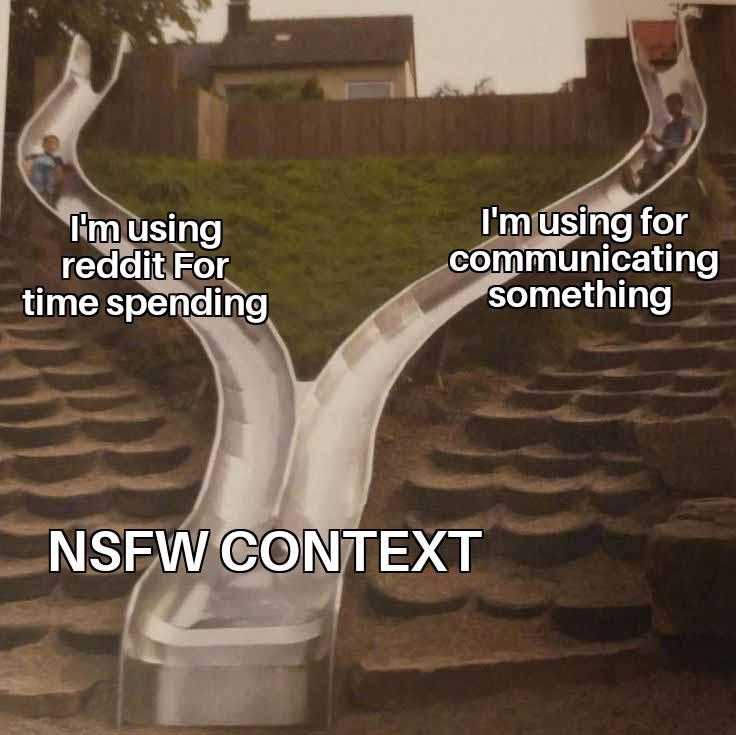 I'm using
reddit For
time spending
I'm using for
communicating
something
NSFW CONTEXT